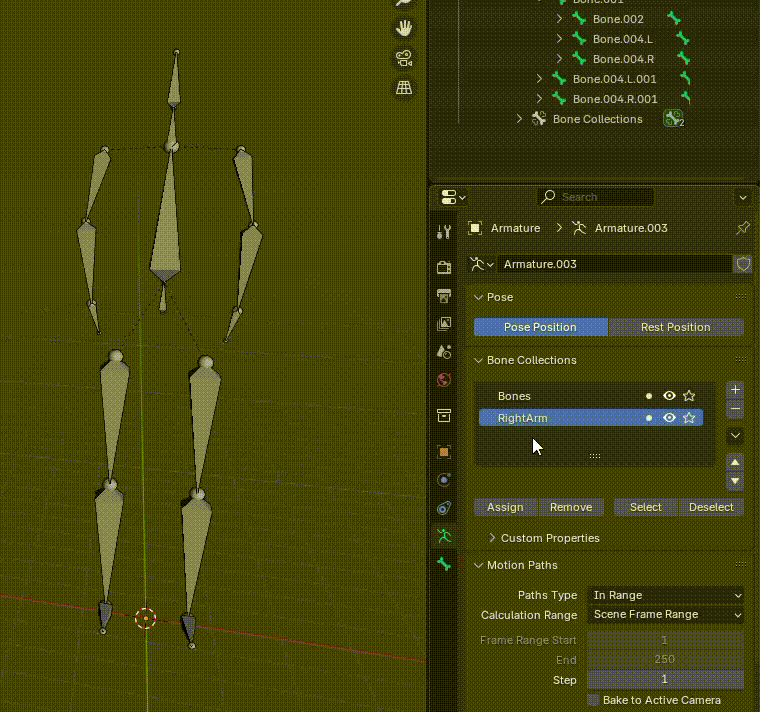 Bone.001
Bone.002
Bone.004.L
Bone.004.R
Bone.004.L.001
Bone.004.R.001
Bone Collections
2
Search
Armature
Armature.003
Armature.003
Pose
Pose Position
Rest Position
Bone Collections
Bones
RightArm
Assign
Remove
Select
Deselect
Custom Properties
Motion Paths
Paths Type
In Range
Calculation Range
Scene Frame Range
Frame Range Start
1
End
250
Step
1
Bake to Active Camera